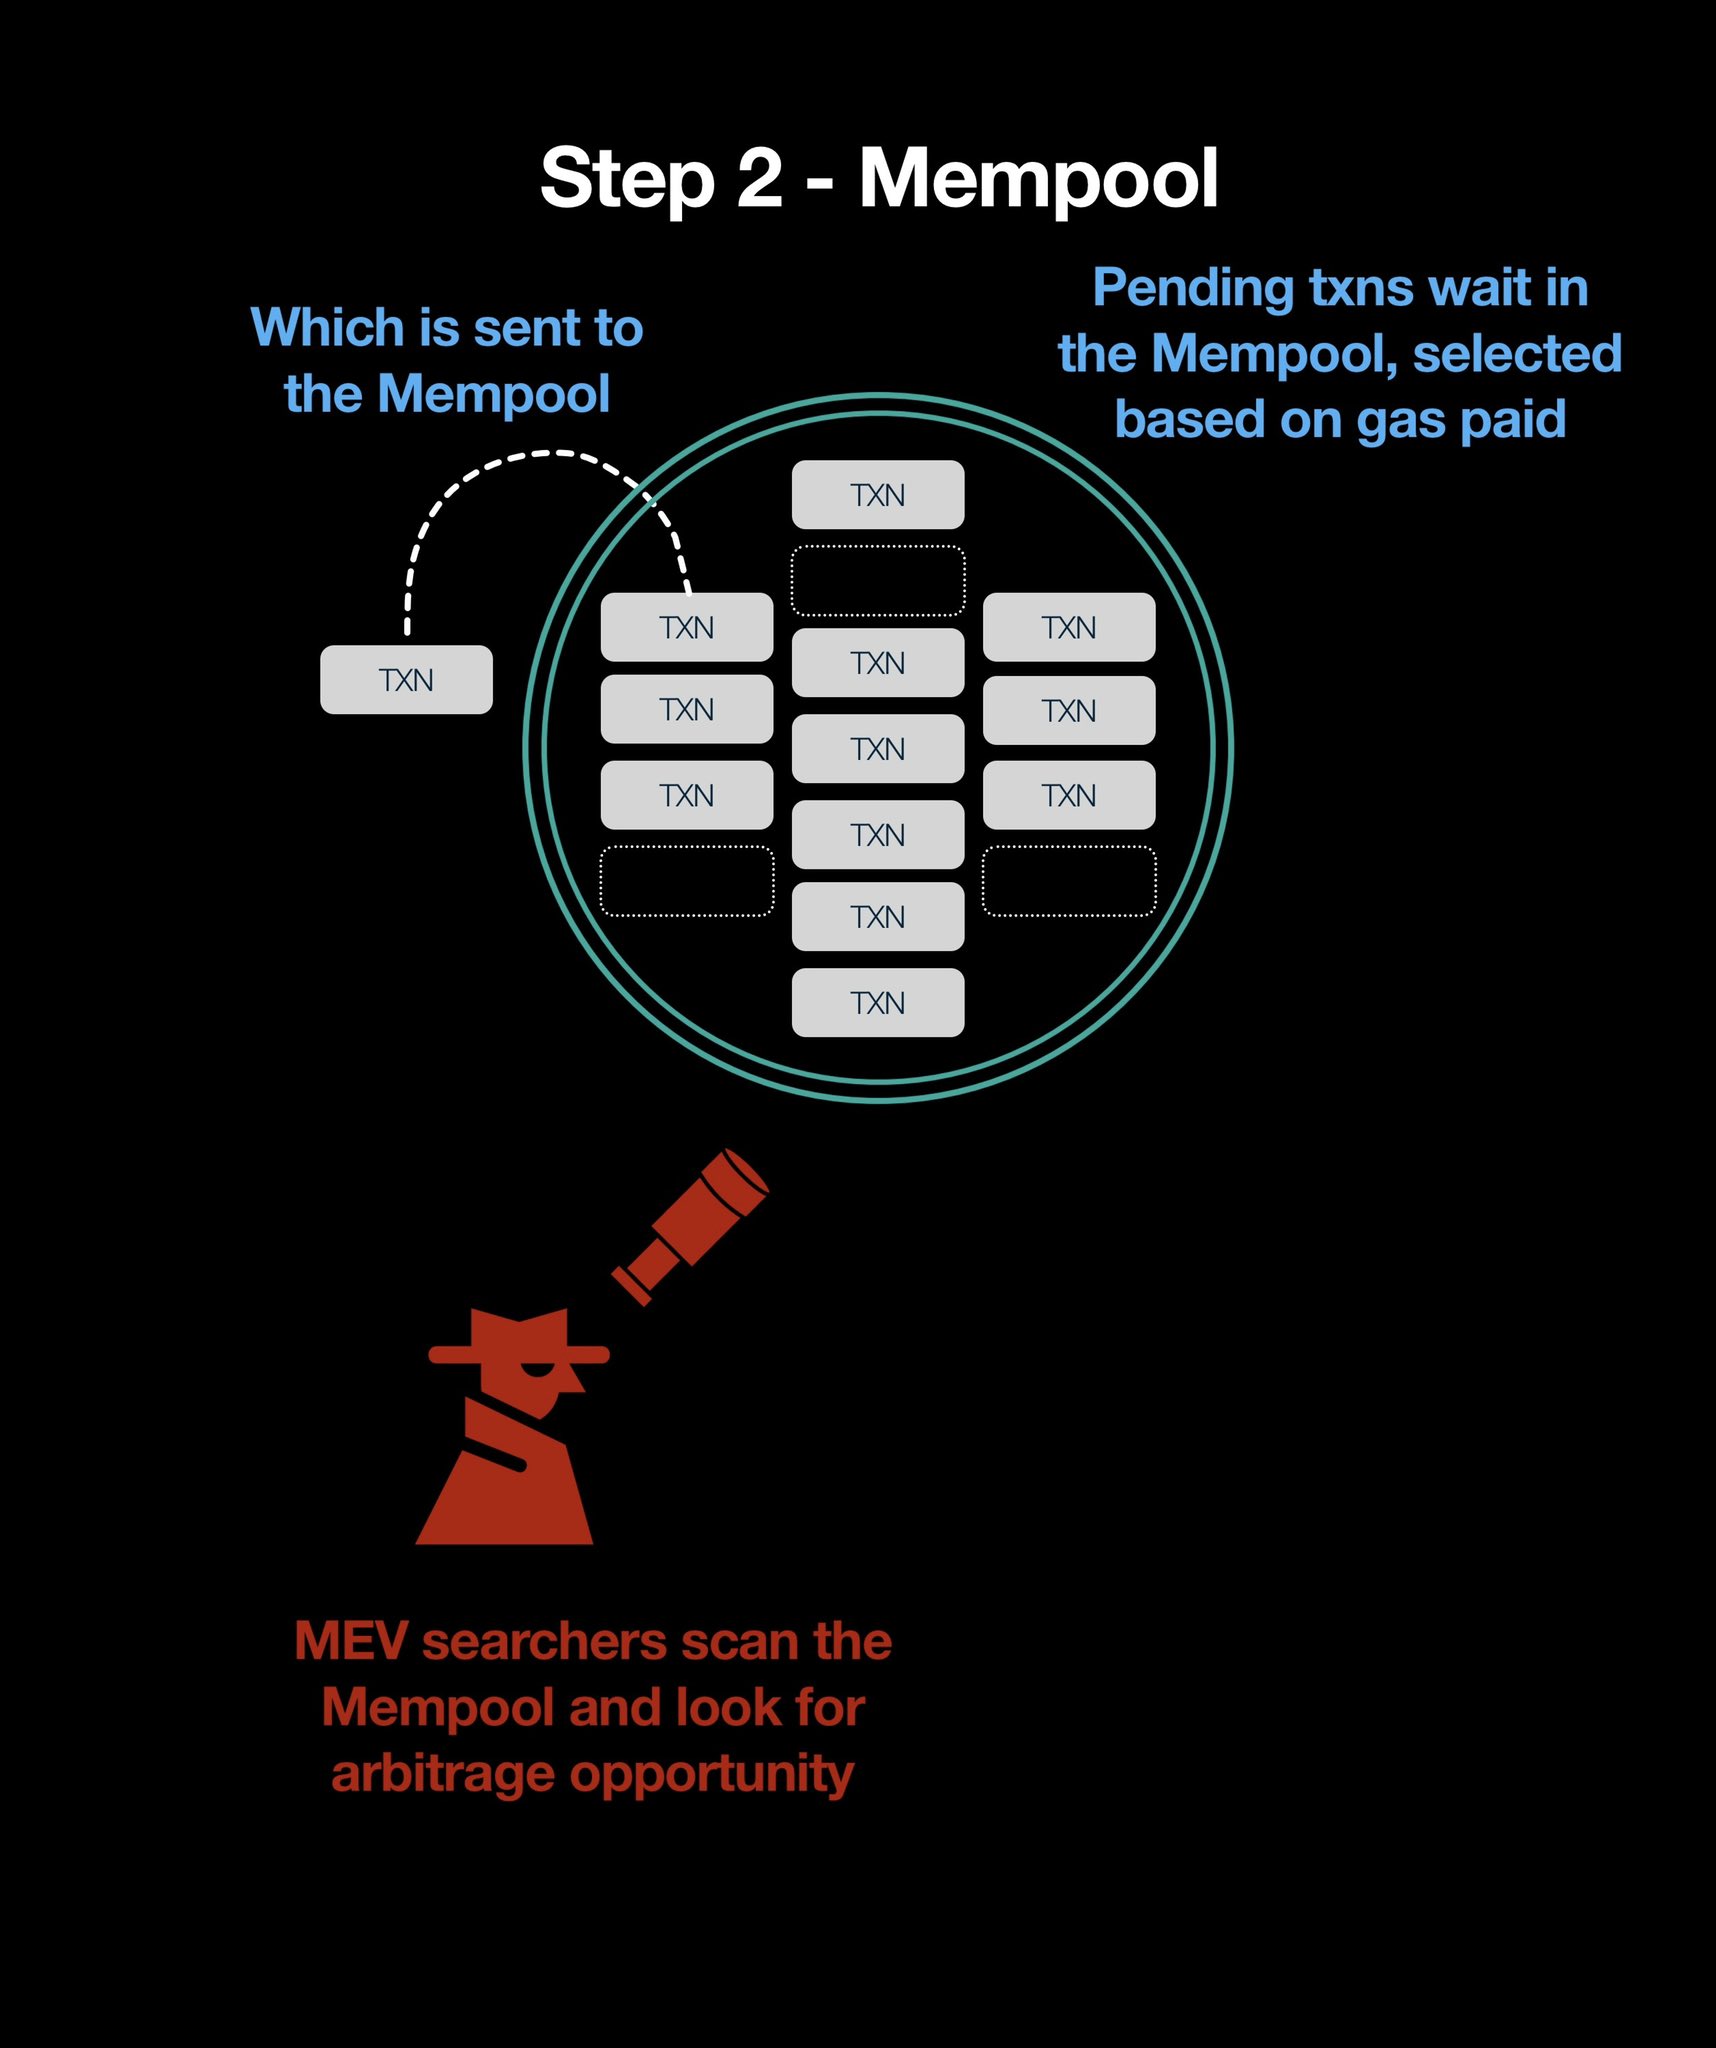 Step 2 - Mempool
Which is sent to
the Mempool
Pending txns wait in
the Mempool, selected
based on gas paid
TXN
TXN
TXN
TXN
TXN
TXN
TXN
TXN
TXN
TXN
TXN
TXN
TXN
MEV searchers scan the
Mempool and look for
arbitrage opportunity